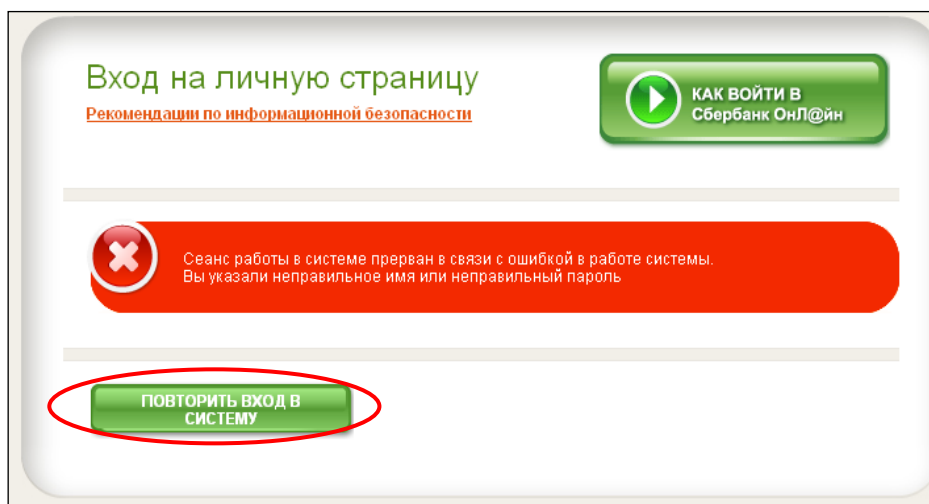 Вход на личную страницу
Рекомендации по информационной безопасности
КАК ВОЙТИ В
Сбербанк ОнЛ@йн
Сеанс работы в системе прерван в связи с ошибкой в работе системы.
Вы указали неправильное имя или неправильный пароль
ПОВТОРИТЬ ВХОД В
СИСТЕМУ